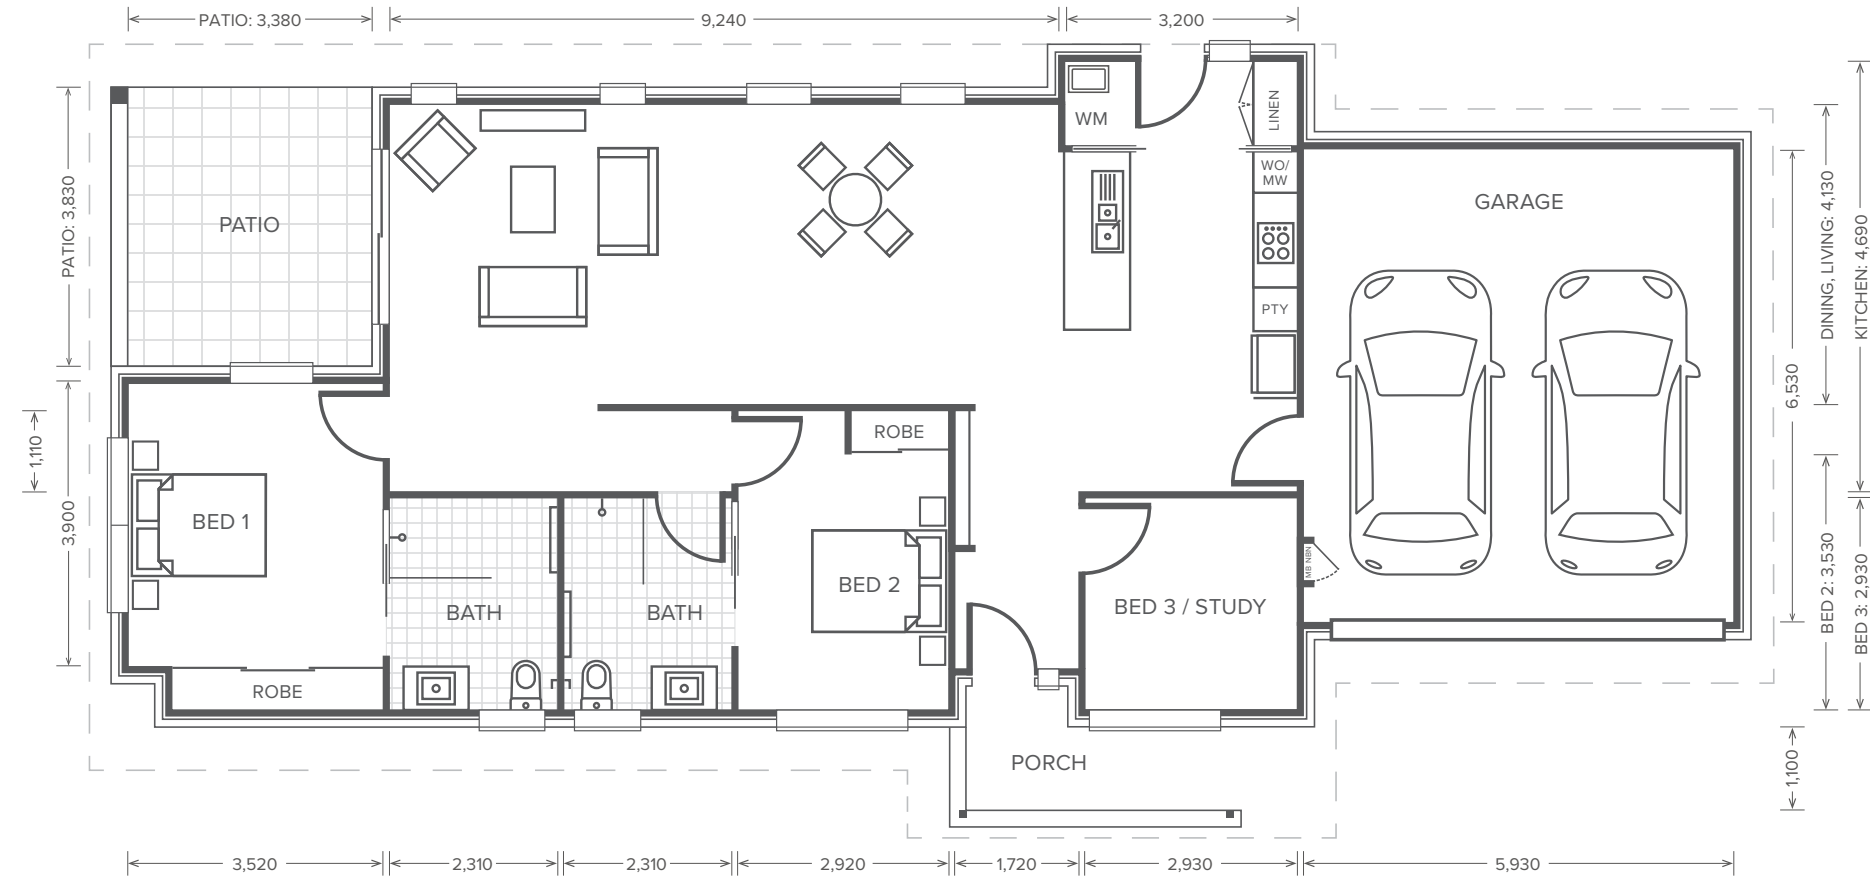 PATIO: 3,380
9,240
3,200
WM
LINEN
WO/
MW
PTY
GARAGE
PATIO
PATIO: 3,830
DINING, LIVING: 4,130
KITCHEN: 4,690
6,530
1,110
3,900
ROBE
BED 1
BATH
BATH
BED 2
BED 3 / STUDY
MB NBN
ROBE
BED 2: 3,530
BED 3: 2,930
PORCH
1,100
3,520
2,310
2,310
2,920
1,720
2,930
5,930